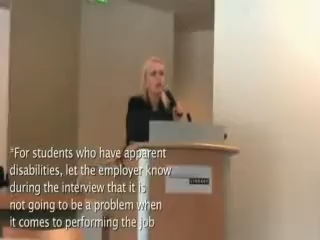 *For students who have apparent
disabilities, let the employer know
during the interview that it is
not going to be a problem when
it comes to performing the job